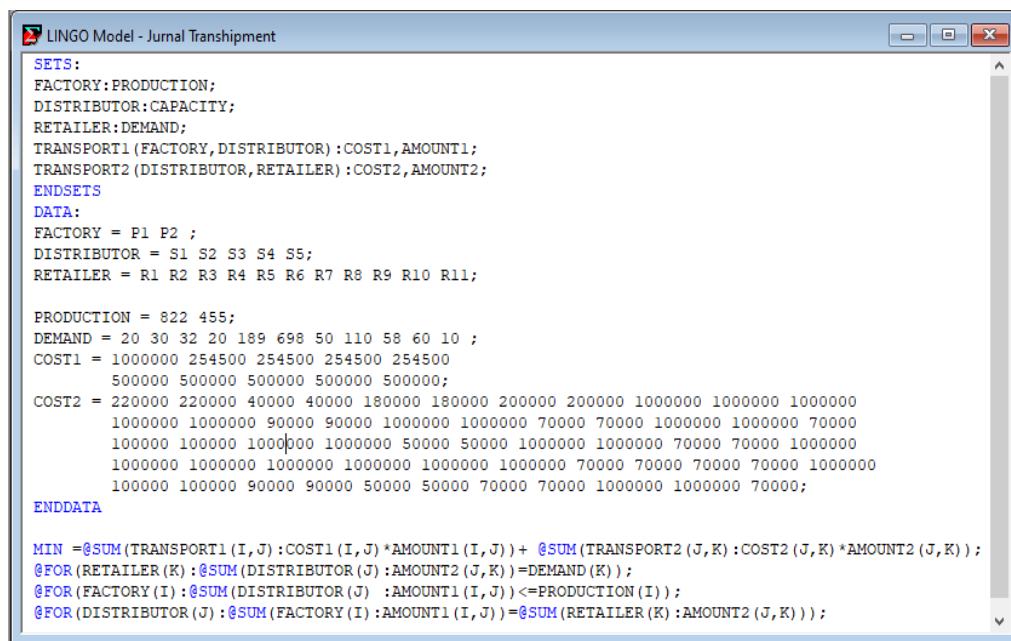 LINGO Model - Jurnal Transhipment
SETS:
FACTORY:PRODUCTION;
DISTRIBUTOR:CAPACITY;
RETAILER:DEMAND;
TRANSPORT1(FACTORY,DISTRIBUTOR):COST1,AMOUNT1;
TRANSPORT2(DISTRIBUTOR,RETAILER):COST2,AMOUNT2;
ENDSETS
DATA:
FACTORY = P1 P2 ;
DISTRIBUTOR = S1 S2 S3 S4 S5;
RETAILER = R1 R2 R3 R4 R5 R6 R7 R8 R9 R10 R11;
PRODUCTION = 822 455;
DEMAND = 20 30 32 20 189 698 50 110 58 60 10 ;
COST1 = 1000000 254500 254500 254500 254500
500000 500000 500000 500000 500000;
COST2 = 220000 220000 40000 40000 180000 180000 200000 200000 1000000 1000000 1000000
1000000 1000000 90000 90000 1000000 1000000 70000 70000 1000000 1000000 70000
100000 100000 1000000 1000000 50000 50000 1000000 1000000 70000 70000 1000000
1000000 1000000 1000000 1000000 1000000 1000000 70000 70000 70000 70000 1000000
100000 100000 90000 90000 50000 50000 70000 70000 1000000 1000000 70000;
ENDDATA
MIN =@SUM(TRANSPORT1(I,J):COST1(I,J)*AMOUNT1(I,J))+ @SUM(TRANSPORT2(J,K):COST2(J,K)*AMOUNT2(J,K));
@FOR(RETAILER(K):@SUM(DISTRIBUTOR(J):AMOUNT2(J,K))=DEMAND(K));
@FOR(FACTORY(I):@SUM(DISTRIBUTOR(J) :AMOUNT1(I,J))<=PRODUCTION(I));
@FOR(DISTRIBUTOR(J):@SUM(FACTORY(I):AMOUNT1(I,J))=@SUM(RETAILER(K):AMOUNT2(J,K)));